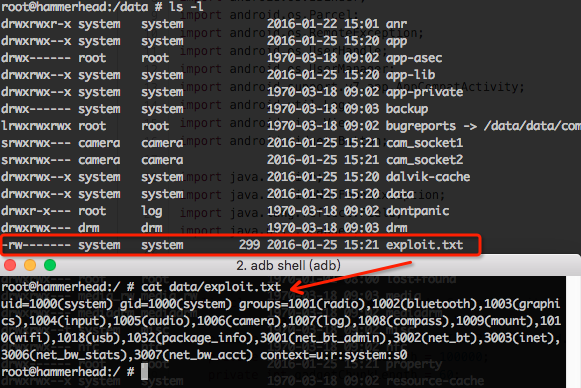 root@hammerhead:/data # ls -l
drwxrwxr-x system   system            2016-01-22 15:01 anr
drwxrwx--x system   system            2016-01-25 15:20 app
drwx------ root     root              1970-03-18 09:02 app-asec
drwxrwx--x system   system            2016-01-25 15:20 app-lib
drwxrwx--x system   system            1970-03-18 09:02 app-private
drwx------ system   system            1970-03-18 09:03 backup
lrwxrwxrwx root     root              1970-03-18 09:02 bugreports -> /data/data/com
srwxrwx--- camera   camera            2016-01-25 15:21 cam_socket1
srwxrwx--- camera   camera            2016-01-25 15:21 cam_socket2
drwxrwx--x system   system            2016-01-25 15:20 dalvik-cache
drwxrwx--x system   system            2016-01-25 15:20 data
drwxr-x--- root     log               1970-03-18 09:02 dontpanic
drwxrwx--- drm      drm               1970-03-18 09:03 drm
-rw------- system   system        299 2016-01-25 15:21 exploit.txt
2. adb shell (adb)
root@hammerhead:/ # cat data/exploit.txt
uid=1000(system) gid=1000(system) groups=1001(radio),1002(bluetooth),1003(graphi
cs),1004(input),1005(audio),1006(camera),1007(log),1008(compass),1009(mount),101
0(wifi),1018(usb),1032(package_info),3001(net_bt_admin),3002(net_bt),3003(inet),
3006(net_bw_stats),3007(net_bw_acct) context=u:r:system:s0
root@hammerhead:/ #